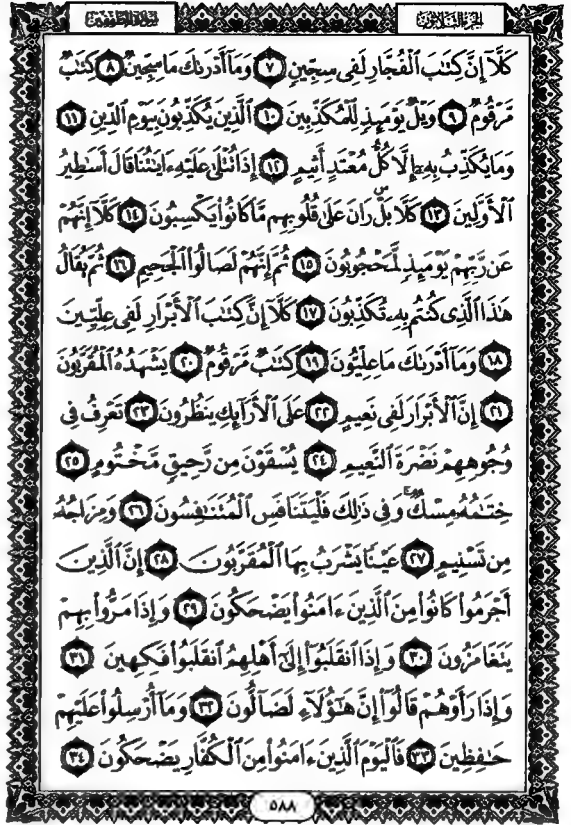 سورة المطففين الجزء الثلاثون
كَلَّآ إِنَّ كِتَٰبَ ٱلْفُجَّارِ لَفِى سِجِّينٍ ٧ وَمَآ أَدْرَىٰكَ مَا سِجِّينٌ ٨ كِتَٰبٌ
مَّرْقُومٌ ٩ وَيْلٌ يَوْمَئِذٍ لِّلْمُكَذِّبِينَ ١٠ ٱلَّذِينَ يُكَذِّبُونَ بِيَوْمِ ٱلدِّينِ ١١
وَمَا يُكَذِّبُ بِهِۦٓ إِلَّا كُلُّ مُعْتَدٍ أَثِيمٍ ١٢ إِذَا تُتْلَىٰ عَلَيْهِ ءَايَٰتُنَا قَالَ أَسَٰطِيرُ
ٱلْأَوَّلِينَ ١٣ كَلَّا بَلْ ۜ رَانَ عَلَىٰ قُلُوبِهِم مَّا كَانُوا۟ يَكْسِبُونَ ١٤ كَلَّآ إِنَّهُمْ
عَن رَّبِّهِمْ يَوْمَئِذٍ لَّمَحْجُوبُونَ ١٥ ثُمَّ إِنَّهُمْ لَصَالُوا۟ ٱلْجَحِيمِ ١٦ ثُمَّ يُقَالُ
هَٰذَا ٱلَّذِى كُنتُم بِهِۦ تُكَذِّبُونَ ١٧ كَلَّآ إِنَّ كِتَٰبَ ٱلْأَبْرَارِ لَفِى عِلِّيِّينَ
١٨ وَمَآ أَدْرَىٰكَ مَا عِلِّيُّونَ ١٩ كِتَٰبٌ مَّرْقُومٌ ٢٠ يَشْهَدُهُ ٱلْمُقَرَّبُونَ
٢١ إِنَّ ٱلْأَبْرَارَ لَفِى نَعِيمٍ ٢٢ عَلَى ٱلْأَرَآئِكِ يَنظُرُونَ ٢٣ تَعْرِفُ فِى
وُجُوهِهِمْ نَضْرَةَ ٱلنَّعِيمِ ٢٤ يُسْقَوْنَ مِن رَّحِيقٍ مَّخْتُومٍ ٢٥
خِتَٰمُهُۥ مِسْكٌ ۚ وَفِى ذَٰلِكَ فَلْيَتَنَافَسِ ٱلْمُتَنَٰفِسُونَ ٢٦ وَمِزَاجُهُۥ
مِن تَسْنِيمٍ ٢٧ عَيْنًا يَشْرَبُ بِهَا ٱلْمُقَرَّبُونَ ٢٨ إِنَّ ٱلَّذِينَ
أَجْرَمُوا۟ كَانُوا۟ مِنَ ٱلَّذِينَ ءَامَنُوا۟ يَضْحَكُونَ ٢٩ وَإِذَا مَرُّوا۟ بِهِمْ
يَتَغَامَزُونَ ٣٠ وَإِذَا ٱنقَلَبُوٓا۟ إِلَىٰٓ أَهْلِهِمُ ٱنقَلَبُوا۟ فَكِهِينَ ٣١
وَإِذَا رَأَوْهُمْ قَالُوٓا۟ إِنَّ هَٰٓؤُلَآءِ لَضَآلُّونَ ٣٢ وَمَآ أُرْسِلُوا۟ عَلَيْهِمْ
حَٰفِظِينَ ٣٣ فَٱلْيَوْمَ ٱلَّذِينَ ءَامَنُوا۟ مِنَ ٱلْكُفَّارِ يَضْحَكُونَ ٣٤
٥٨٨